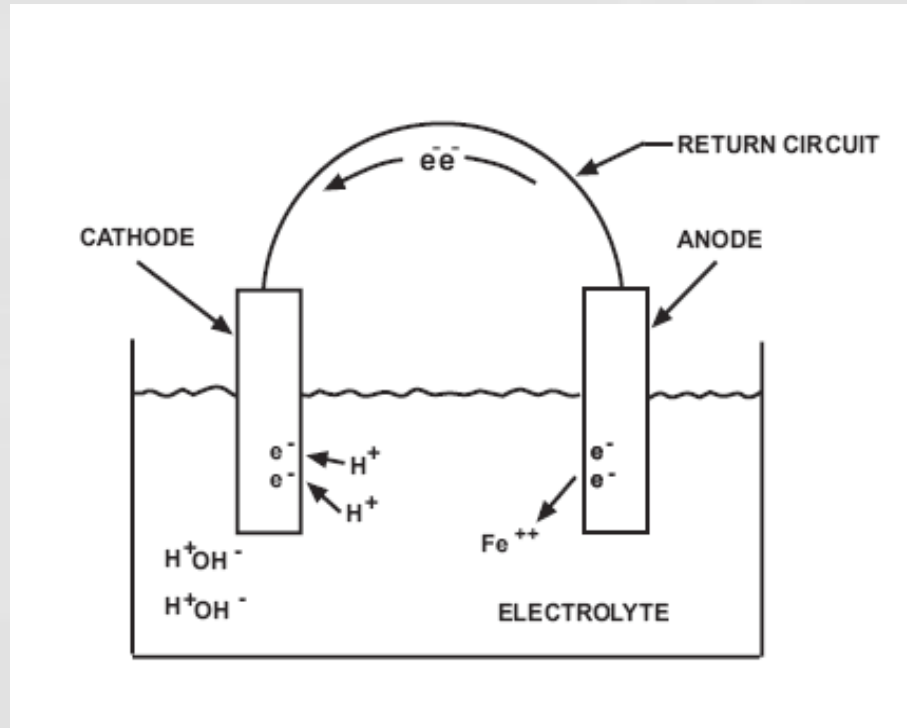 RETURN CIRCUIT
e⁻e⁻
CATHODE
ANODE
e⁻
e⁻
H⁺
H⁺
e⁻
e⁻
Fe⁺⁺
H⁺OH⁻
H⁺OH⁻
ELECTROLYTE